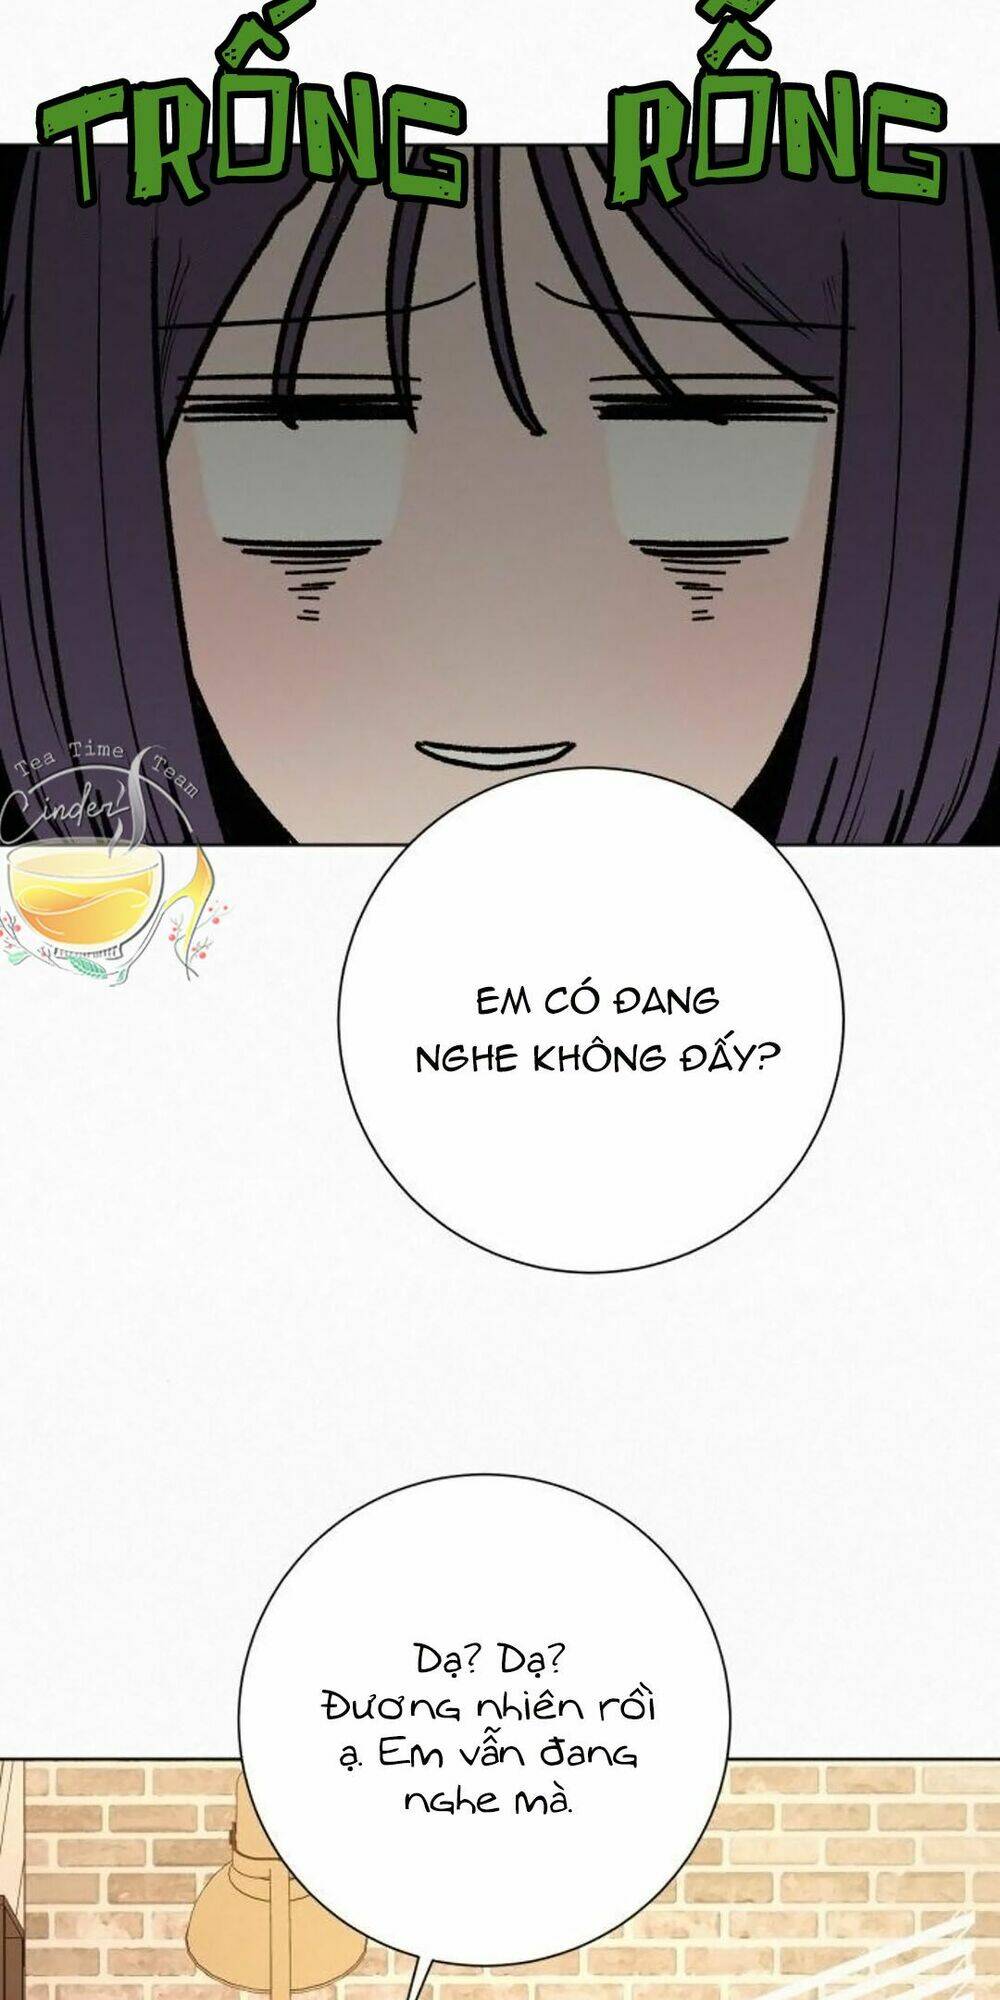 TRỐNG RỖNG
Tea Time Team
Cinder's
EM CÓ ĐANG
NGHE KHÔNG ĐẤY?
Dạ? Dạ?
Đương nhiên rồi
ạ. Em vẫn đang
nghe mà.